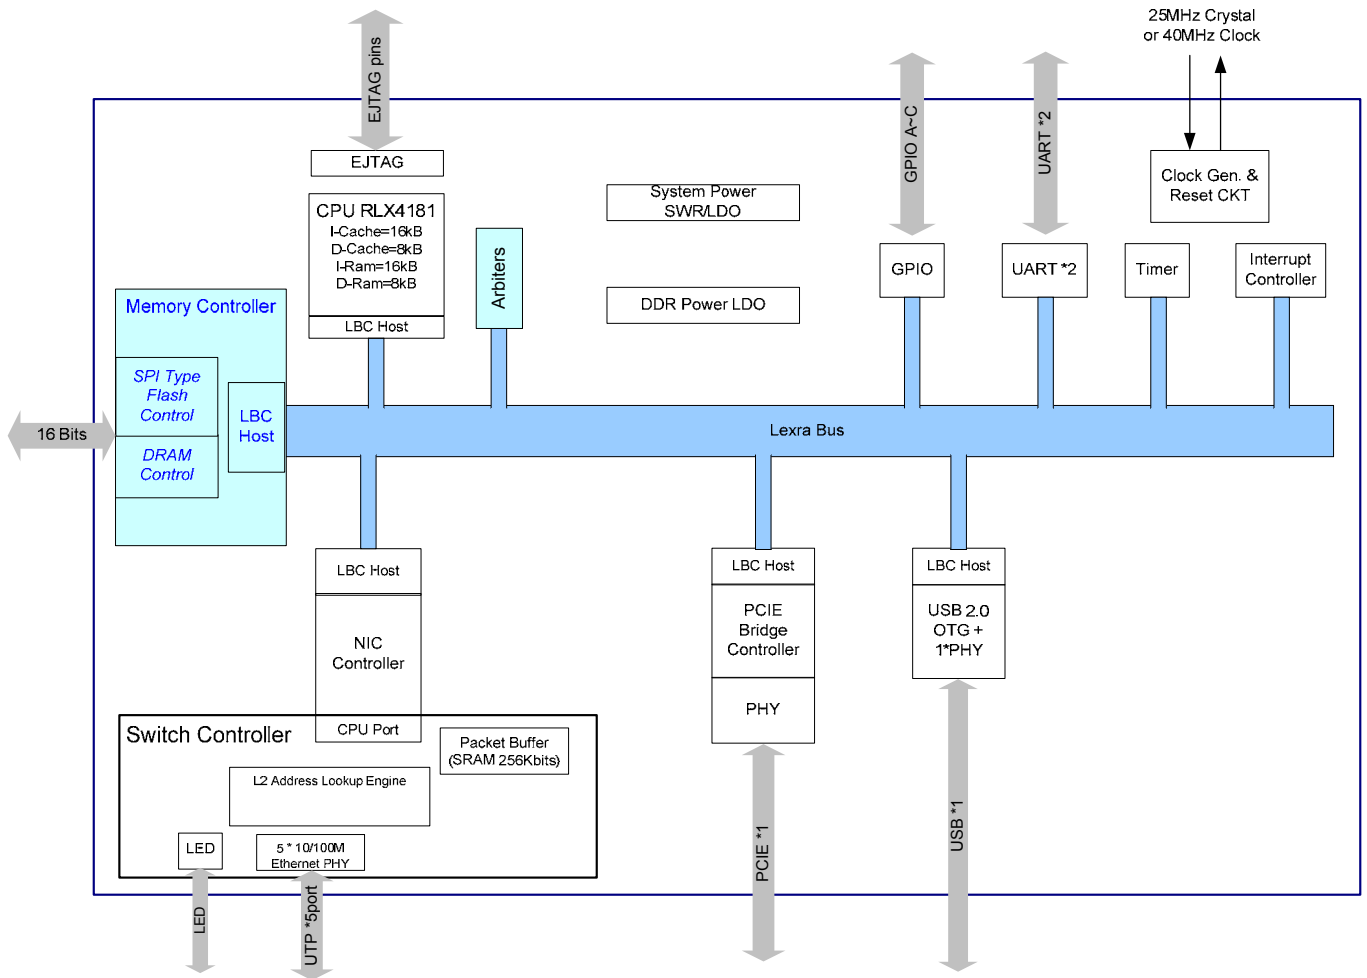 25MHz Crystal
or 40MHz Clock
EJTAG pins
GPIO A~C
UART *2
EJTAG
Clock Gen. &
Reset CKT
System Power
SWR/LDO
CPU RLX4181
I-Cache=16kB
D-Cache=8kB
I-Ram=16kB
D-Ram=8kB
LBC Host
Arbiters
DDR Power LDO
GPIO
UART *2
Timer
Interrupt
Controller
Memory Controller
SPI Type
Flash
Control
LBC
Host
DRAM
Control
16 Bits
Lexra Bus
LBC Host
NIC
Controller
CPU Port
LBC Host
PCIE
Bridge
Controller
PHY
LBC Host
USB 2.0
OTG +
1*PHY
Switch Controller
Packet Buffer
(SRAM 256Kbits)
L2 Address Lookup Engine
LED
5 * 10/100M
Ethernet PHY
LED
UTP *5port
PCIE *1
USB *1